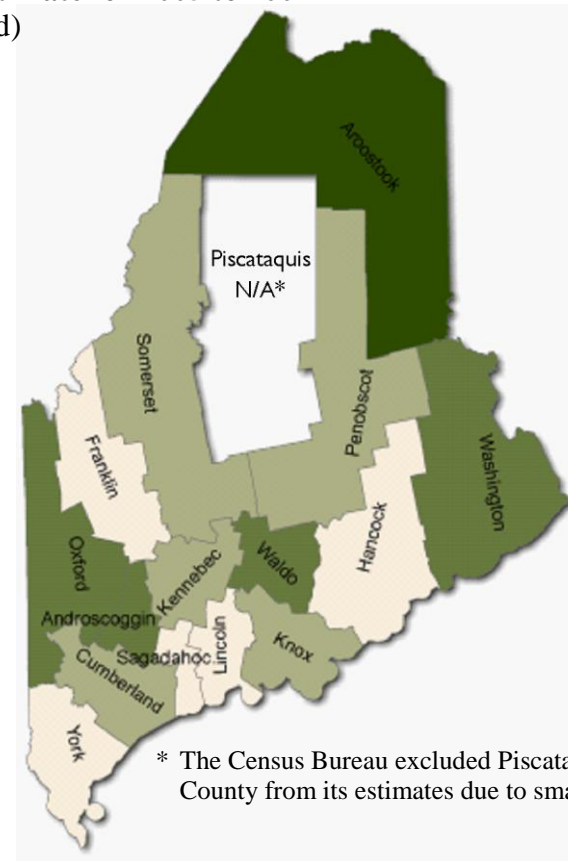 d)
Aroostook
Piscataquis
N/A*
Somerset
Penobscot
Franklin
Washington
Hancock
Oxford
Waldo
Kennebec
Androscoggin
Sagadahoc
Lincoln
Knox
Cumberland
York
* The Census Bureau excluded Piscata
County from its estimates due to sma